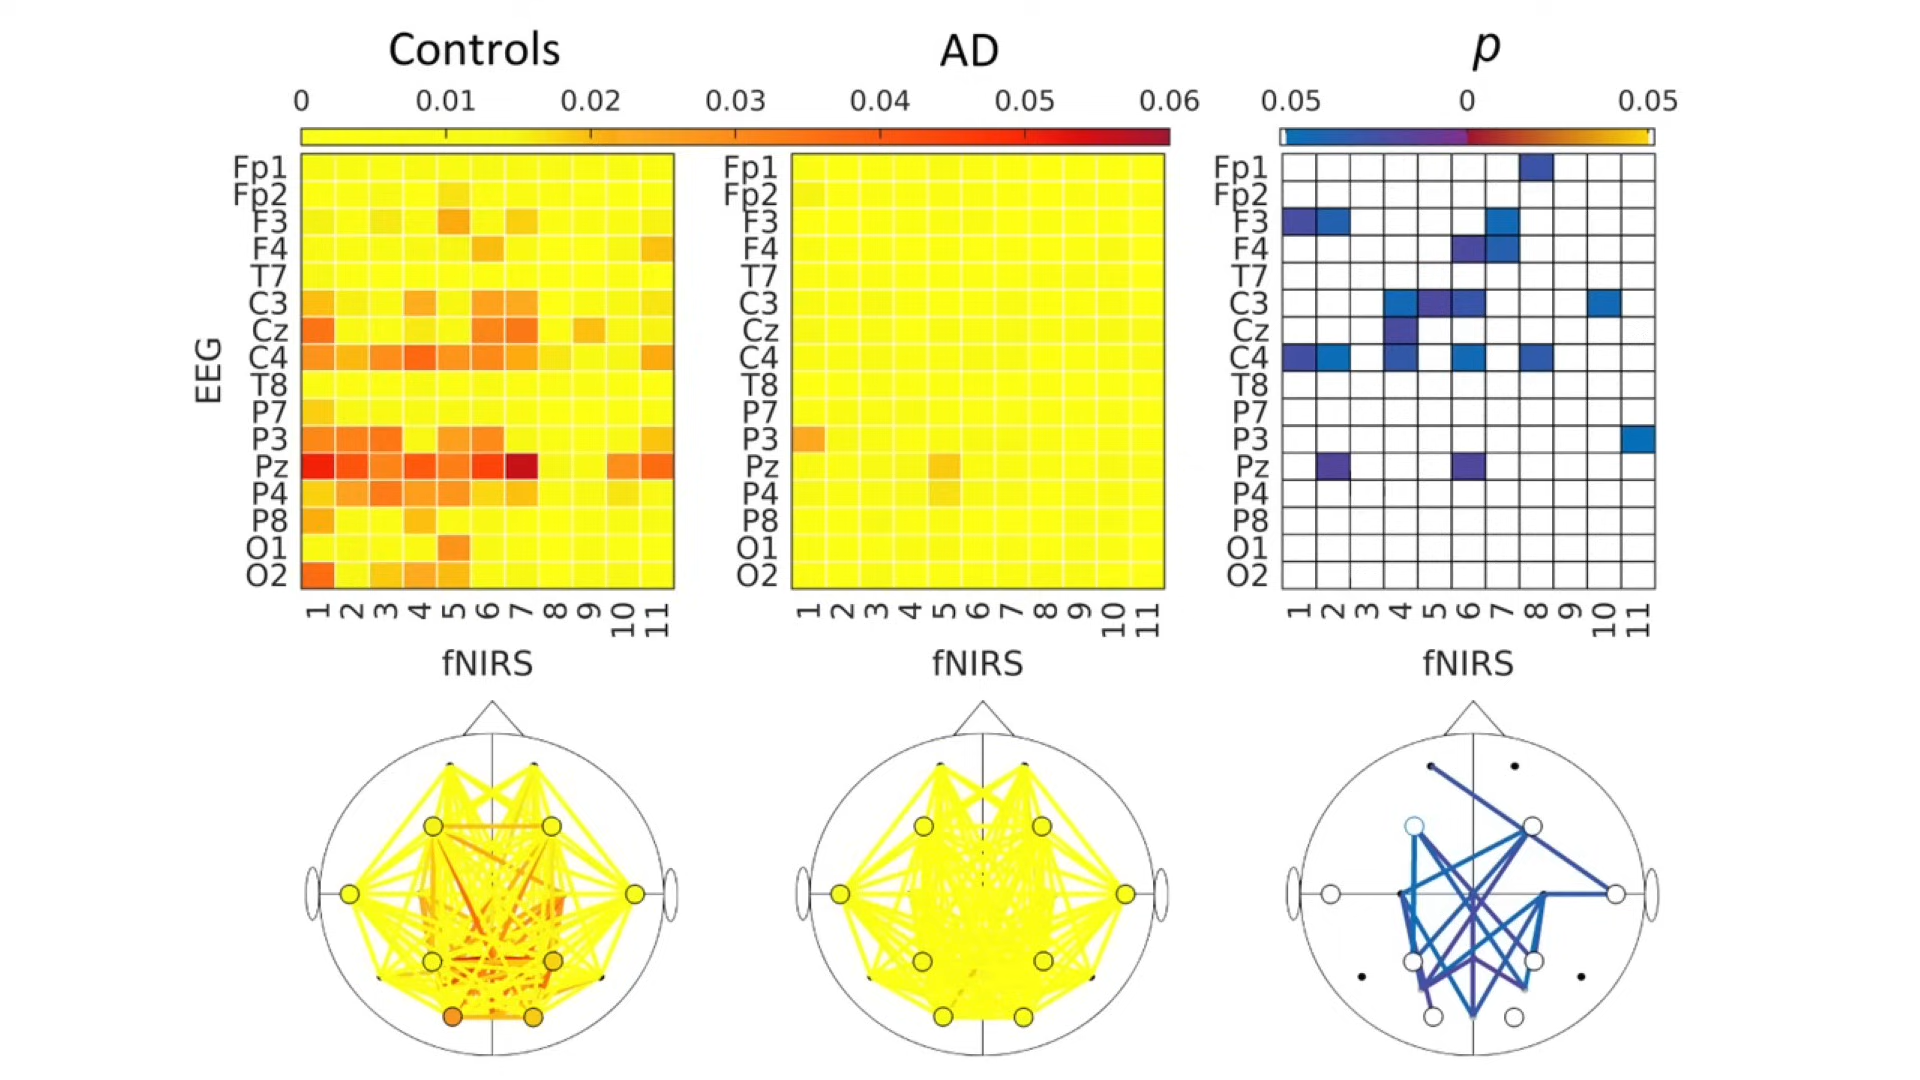 Controls AD p
0 0.01 0.02 0.03 0.04 0.05 0.06 0.05 0 0.05
Fp1 Fp1 Fp1
Fp2 Fp2 Fp2
F3 F3 F3
F4 F4 F4
T7 T7 T7
C3 C3 C3
Cz Cz Cz
C4 C4 C4
T8 T8 T8
P7 P7 P7
P3 P3 P3
Pz Pz Pz
P4 P4 P4
P8 P8 P8
O1 O1 O1
O2 O2 O2
EEG
1 2 3 4 5 6 7 8 9 10 11 1 2 3 4 5 6 7 8 9 10 11 1 2 3 4 5 6 7 8 9 10 11
fNIRS fNIRS fNIRS